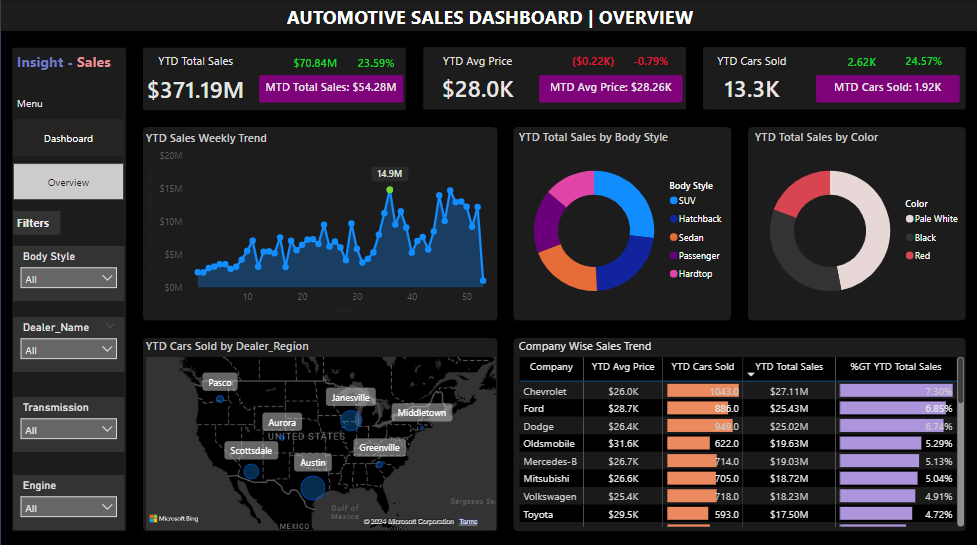 AUTOMOTIVE SALES DASHBOARD | OVERVIEW
Insight - Sales
Menu
Dashboard
Overview
Filters
Body Style
All
Dealer_Name
All
Transmission
All
Engine
All
YTD Total Sales
$70.84M 23.59%
$371.19M
MTD Total Sales: $54.28M
YTD Avg Price
($0.22K) -0.79%
$28.0K
MTD Avg Price: $28.26K
YTD Cars Sold
2.62K 24.57%
13.3K
MTD Cars Sold: 1.92K
YTD Sales Weekly Trend
$20M
$15M
$10M
$5M
$0M
14.9M
10 20 30 40 50
YTD Total Sales by Body Style
Body Style
SUV
Hatchback
Sedan
Passenger
Hardtop
YTD Total Sales by Color
Color
Pale White
Black
Red
YTD Cars Sold by Dealer_Region
Pasco
Janesville
Middletown
Aurora
UNITED STATES
Scottsdale
Greenville
Austin
Gulf of
Mexico
Sargasso Sea
MEXICO
Microsoft Bing
© 2024 Microsoft Corporation Terms
Company Wise Sales Trend
Company YTD Avg Price YTD Cars Sold YTD Total Sales %GT YTD Total Sales
Chevrolet $26.0K 1043.0 $27.11M 7.30%
Ford $28.7K 886.0 $25.43M 6.85%
Dodge $26.4K 949.0 $25.02M 6.74%
Oldsmobile $31.6K 622.0 $19.63M 5.29%
Mercedes-B $26.7K 714.0 $19.03M 5.13%
Mitsubishi $26.6K 705.0 $18.72M 5.04%
Volkswagen $25.4K 718.0 $18.23M 4.91%
Toyota $29.5K 593.0 $17.50M 4.72%